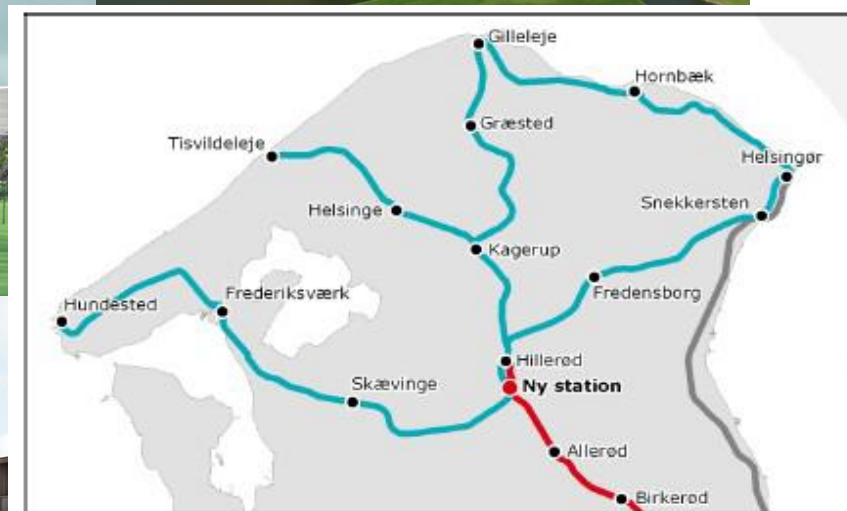 Gilleleje
Hornbæk
Græsted
Tisvildeleje
Helsingør
Helsinge
Snekkersten
Kagerup
Fredensborg
Hundested
Frederiksværk
Hillerød
Skævinge
Ny station
Allerød
Birkerød